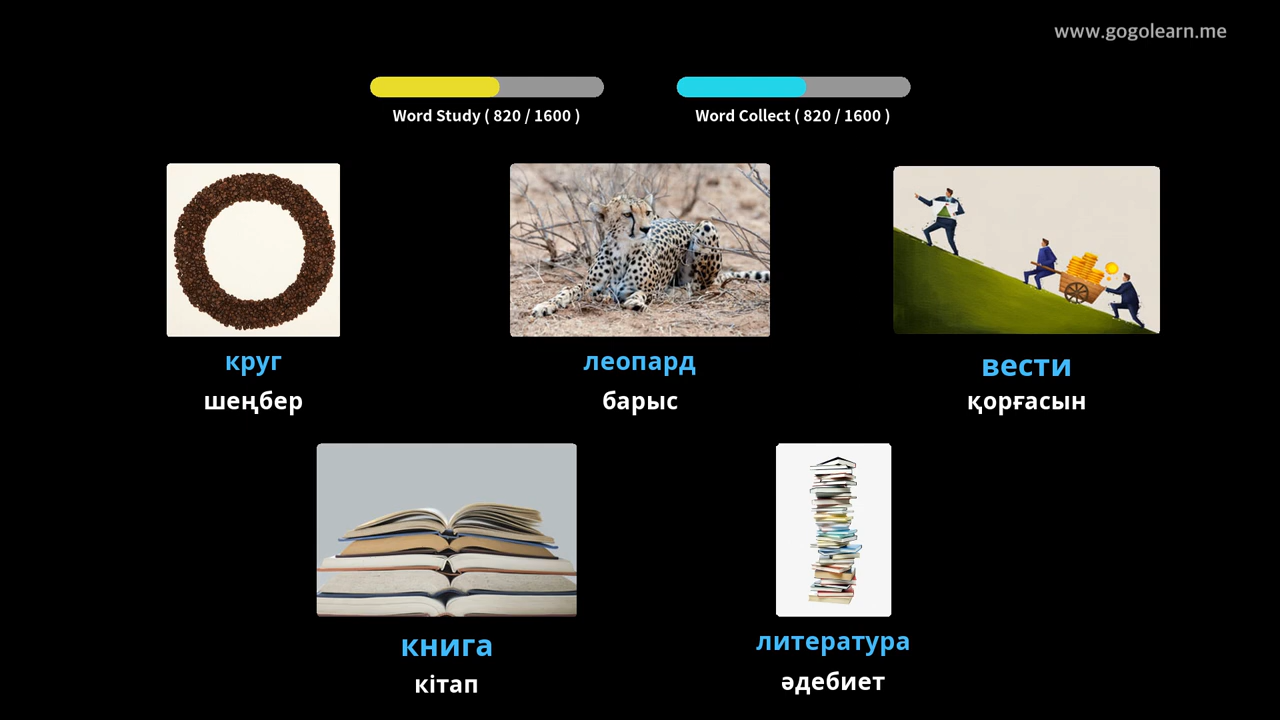 www.gogolearn.me
Word Study ( 820 / 1600 )
Word Collect ( 820 / 1600 )
круг
шеңбер
леопард
барыс
вести
қорғасын
книга
кітап
литература
әдебиет